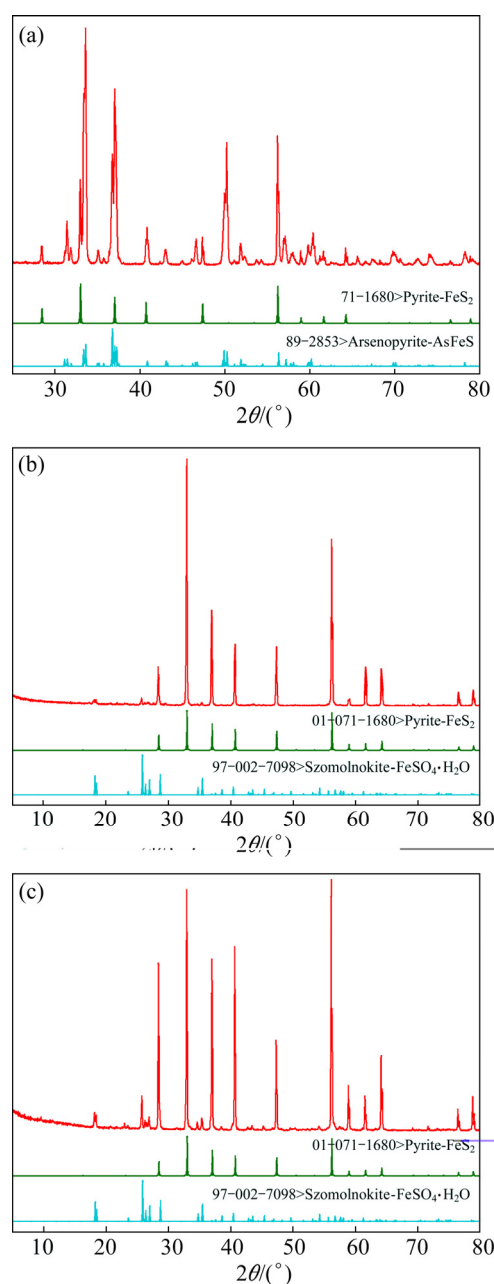 (a)
71−1680>Pyrite-FeS₂
89−2853>Arsenopyrite-AsFeS
30 40 50 60 70 80
2θ/(°)
(b)
01−071−1680>Pyrite-FeS₂
97−002−7098>Szomolnokite-FeSO₄·H₂O
10 20 30 40 50 60 70 80
2θ/(°)
(c)
01−071−1680>Pyrite-FeS₂
97−002−7098>Szomolnokite-FeSO₄·H₂O
10 20 30 40 50 60 70 80
2θ/(°)